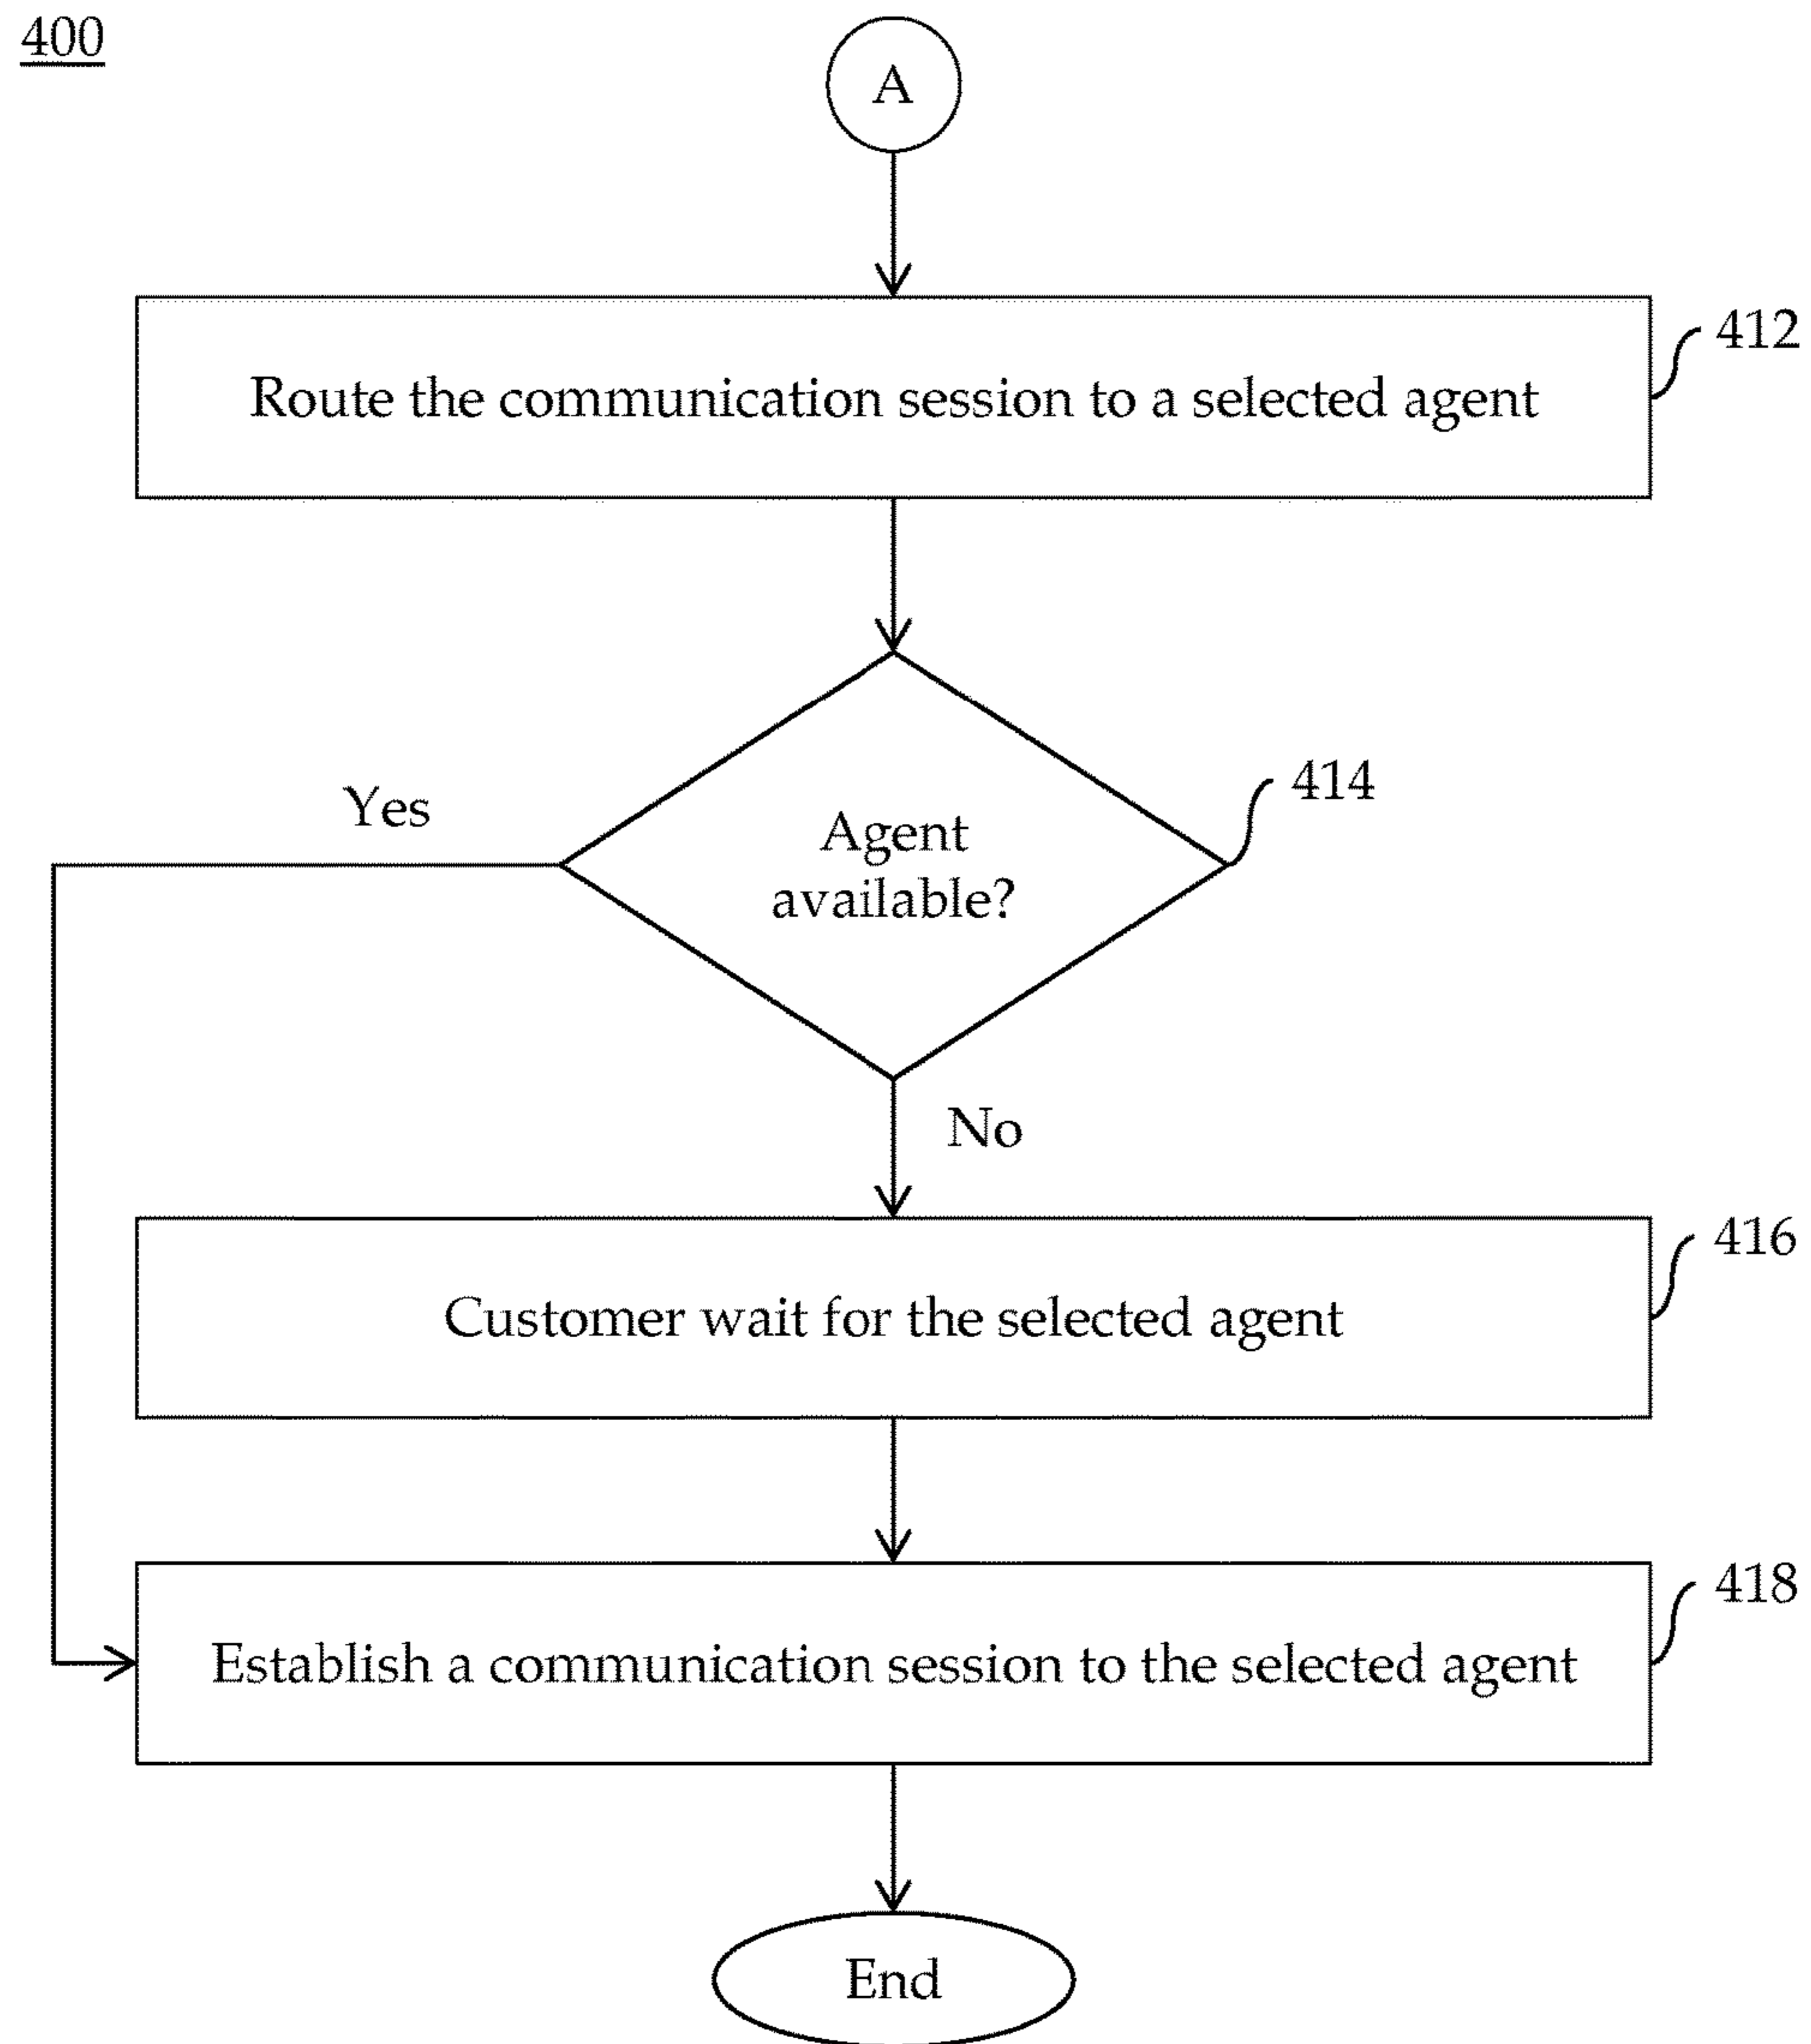 400
A
Route the communication session to a selected agent
412
Yes
Agent
available?
414
No
Customer wait for the selected agent
416
Establish a communication session to the selected agent
418
End